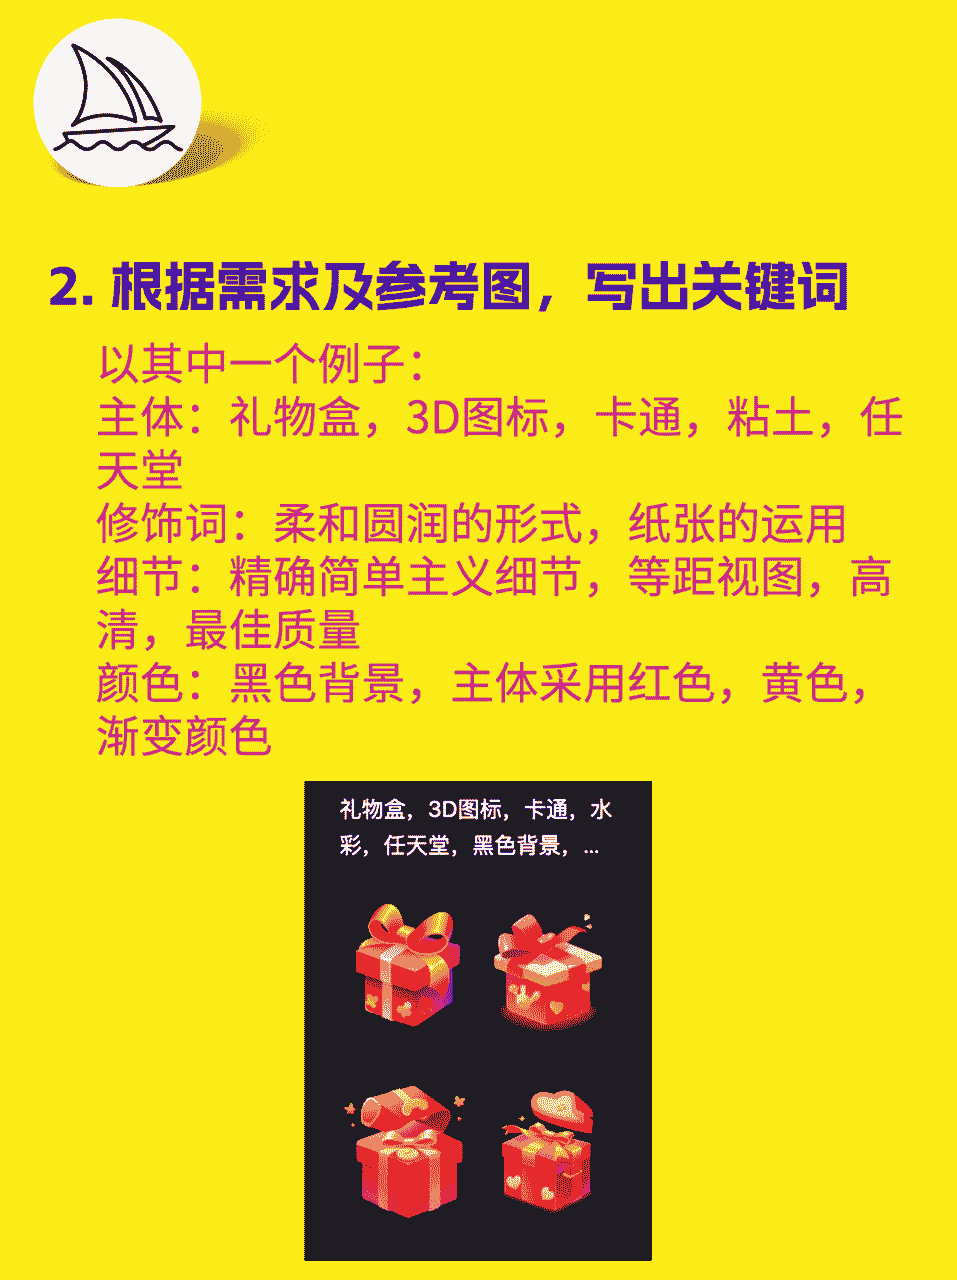 2. 根据需求及参考图，写出关键词
以其中一个例子：
主体：礼物盒，3D图标，卡通，粘土，任
天堂
修饰词：柔和圆润的形式，纸张的运用
细节：精确简单主义细节，等距视图，高
清，最佳质量
颜色：黑色背景，主体采用红色，黄色，
渐变颜色
礼物盒，3D图标，卡通，水
彩，任天堂，黑色背景，...